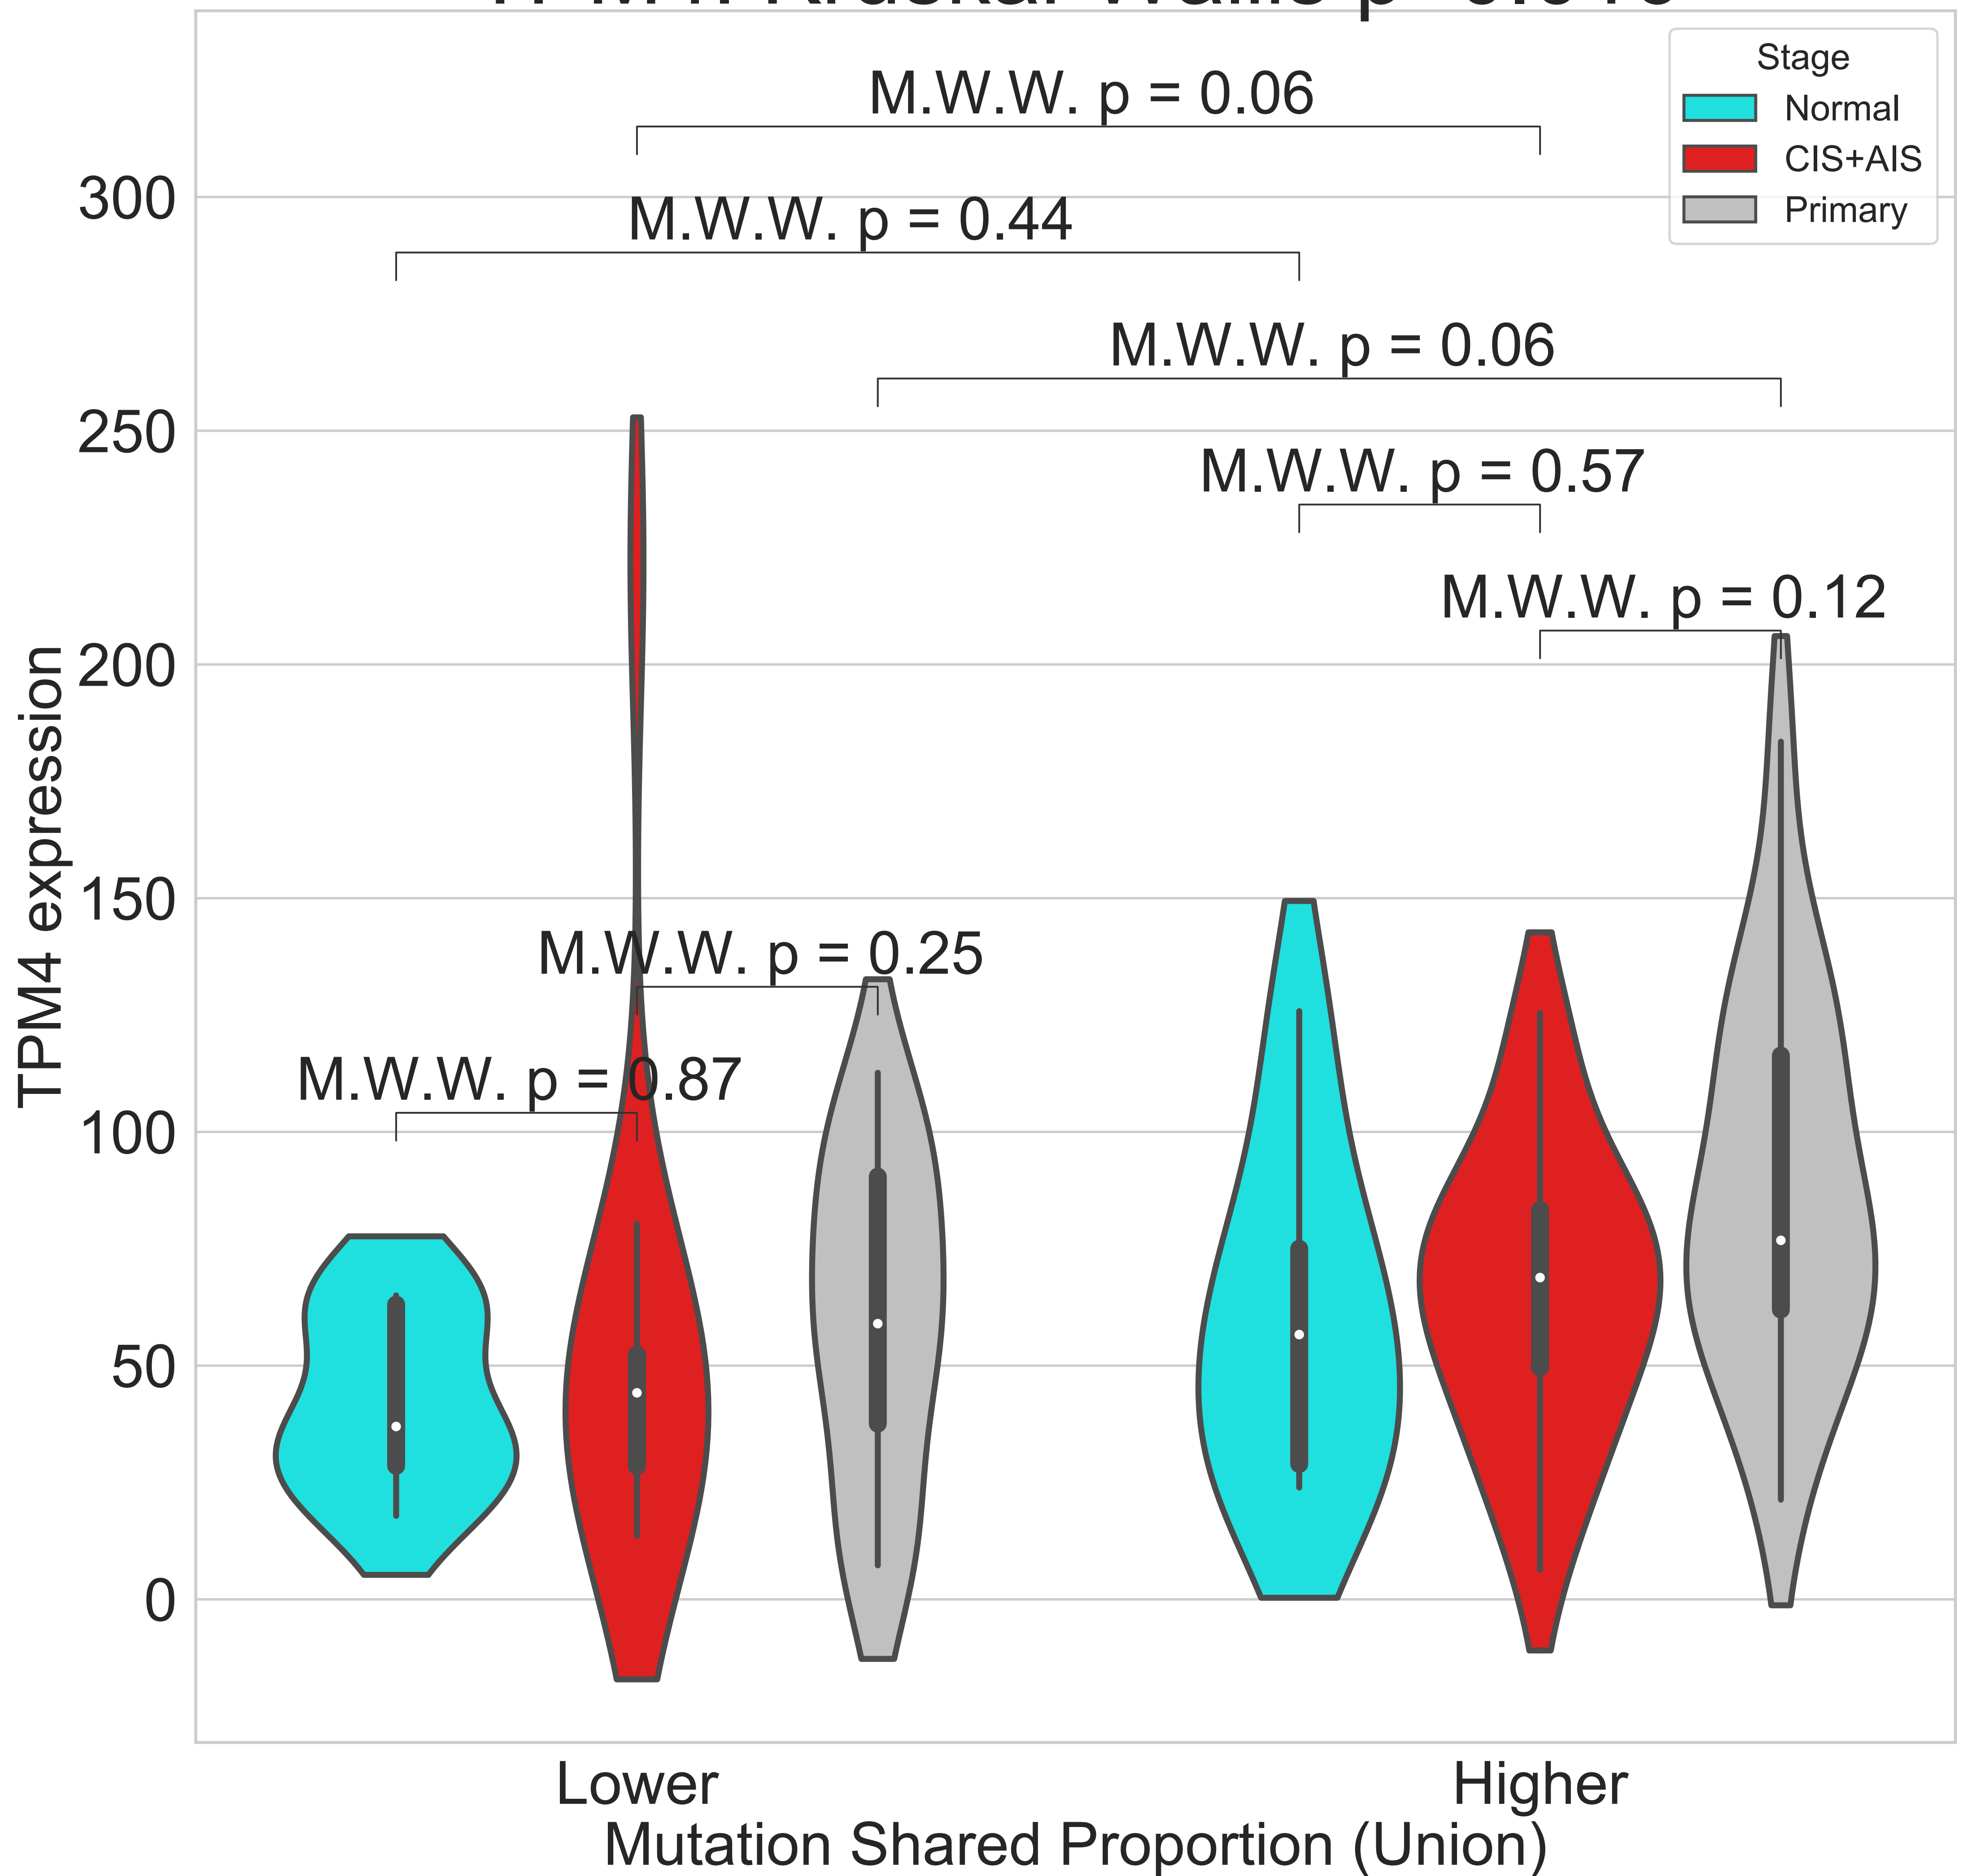 Stage
Normal
CIS+AIS
Primary
M.W.W. p = 0.06
M.W.W. p = 0.44
M.W.W. p = 0.06
M.W.W. p = 0.57
M.W.W. p = 0.12
M.W.W. p = 0.25
M.W.W. p = 0.87
TPM4 expression
300
250
200
150
100
50
0
Lower
Higher
Mutation Shared Proportion (Union)